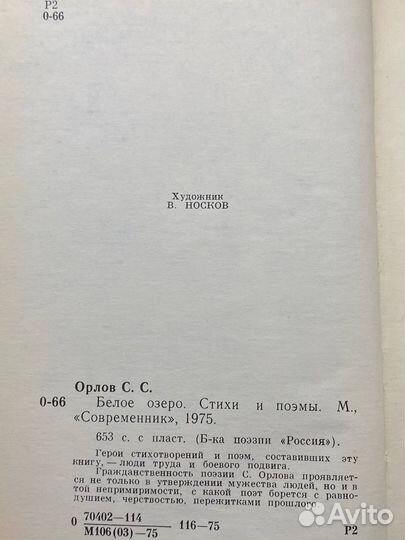 Р2
0-66
Художник
В. НОСКОВ
Орлов С. С.
0-66 Белое озеро. Стихи и поэмы. М.,
«Современник», 1975.
653 с. с пласт. (Б-ка поэзии «Россия»).
Герои стихотворений и поэм, составивших эту
книгу, — люди труда и боевого подвига.
Гражданственность поэзии С. Орлова проявляет-
ся не только в утверждении мужества людей, но и в
той непримиримости, с какой поэт борется с равно-
душием, черствостью, пережитками прошлого.
0 70402—114
М106(03)—75 116—75 Р2
Avito